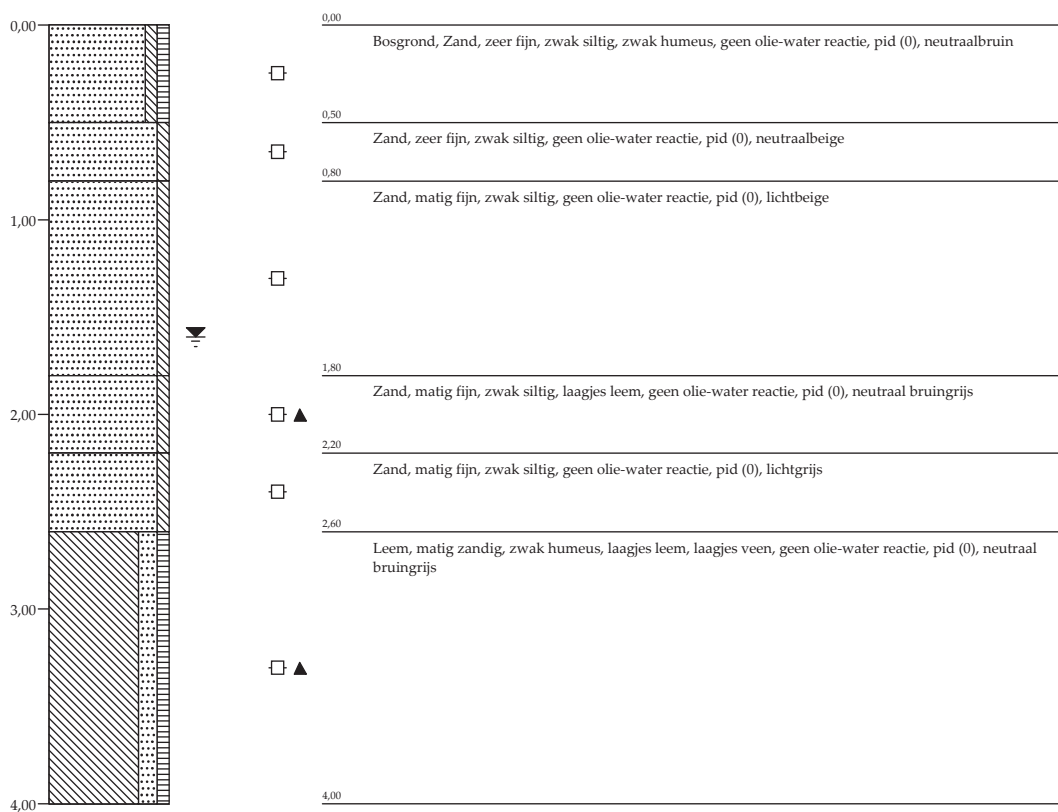 0,00
0,00
Bosgrond, Zand, zeer fijn, zwak siltig, zwak humeus, geen olie-water reactie, pid (0), neutraalbruin
0,50
Zand, zeer fijn, zwak siltig, geen olie-water reactie, pid (0), neutraalbeige
0,80
Zand, matig fijn, zwak siltig, geen olie-water reactie, pid (0), lichtbeige
1,00
1,80
Zand, matig fijn, zwak siltig, laagjes leem, geen olie-water reactie, pid (0), neutraal bruingrijs
2,00
2,20
Zand, matig fijn, zwak siltig, geen olie-water reactie, pid (0), lichtgrijs
2,60
Leem, matig zandig, zwak humeus, laagjes leem, laagjes veen, geen olie-water reactie, pid (0), neutraal
bruingrijs
3,00
4,00
4,00